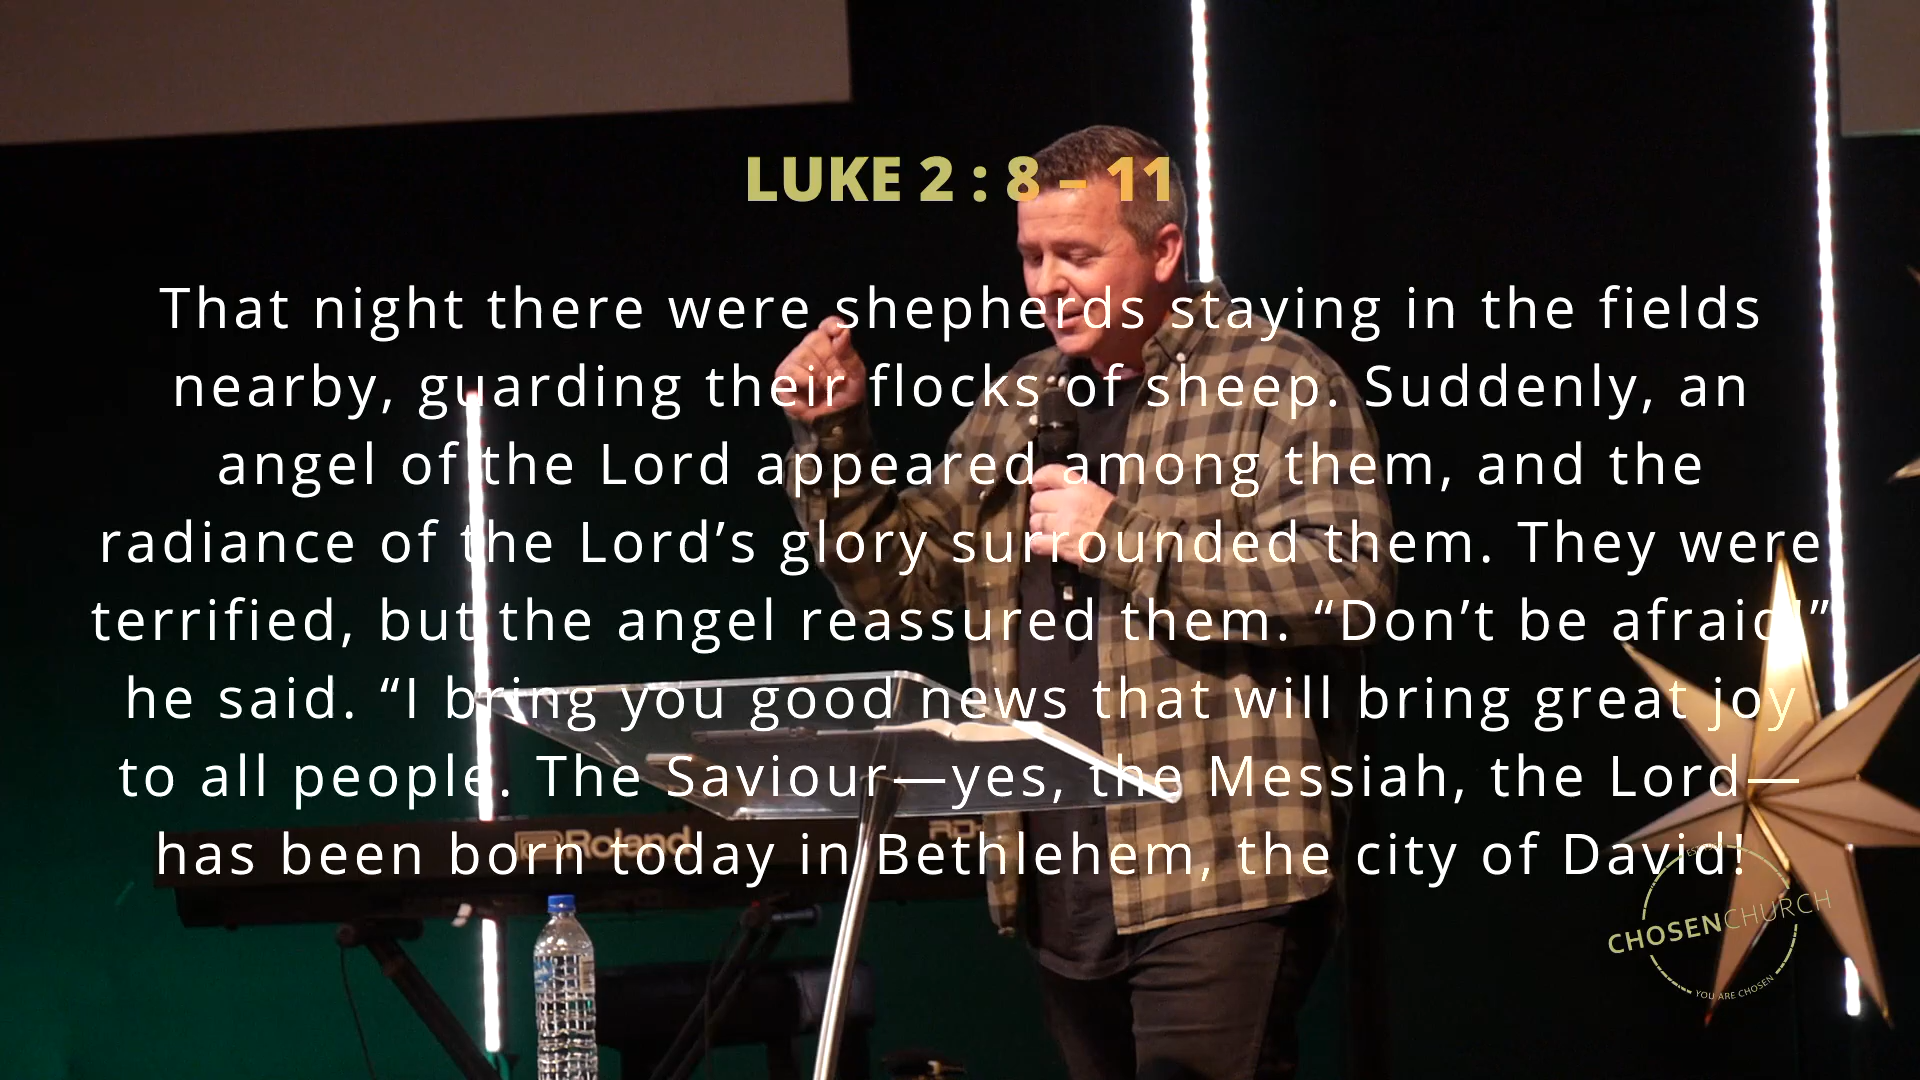 LUKE 2 : 8 – 11
That night there were shepherds staying in the fields
nearby, guarding their flocks of sheep. Suddenly, an
angel of the Lord appeared among them, and the
radiance of the Lord’s glory surrounded them. They were
terrified, but the angel reassured them. “Don’t be afraid!”
he said. “I bring you good news that will bring great joy
to all people. The Saviour—yes, the Messiah, the Lord—
has been born today in Bethlehem, the city of David!
Roland
RD-
CHOSENCHURCH
YOU ARE CHOSEN